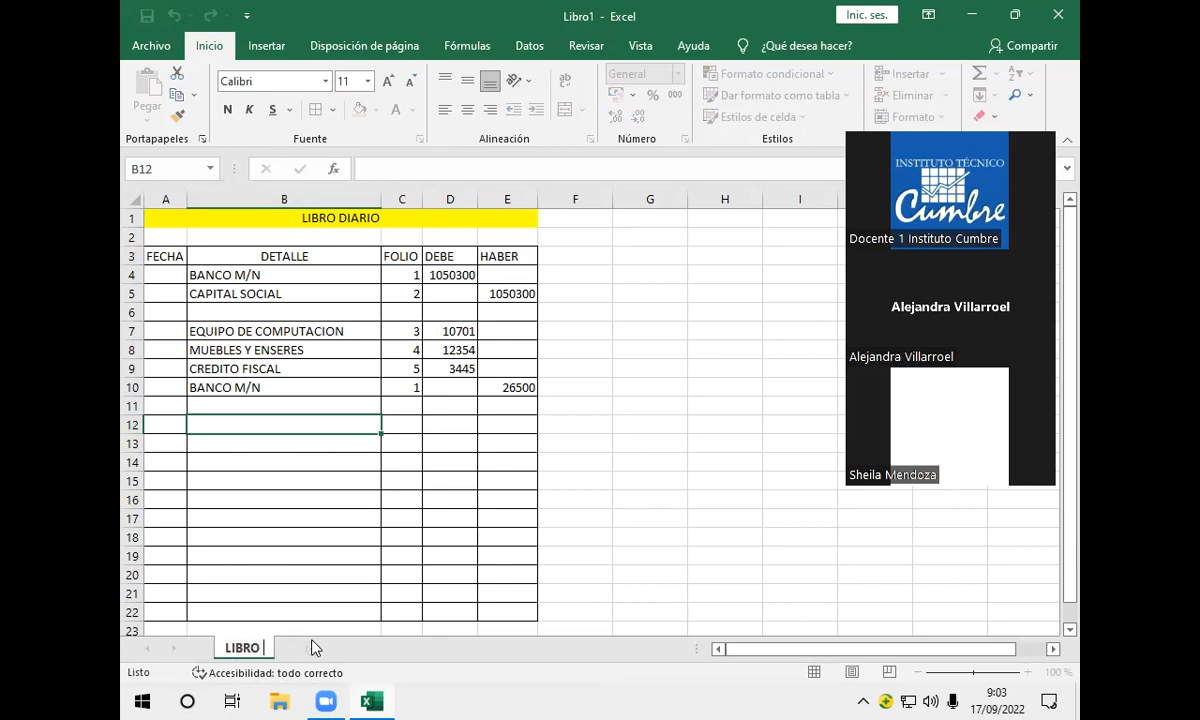 Libro1 - Excel
Inic. ses.
Archivo Inicio Insertar Disposición de página Fórmulas Datos Revisar Vista Ayuda ¿Qué desea hacer? Compartir
Pegar
Calibri 11
N K S
A A
A
ab
General
% 000
Formato condicional
Dar formato como tabla
Estilos de celda
Insertar
Eliminar
Formato
Portapapeles Fuente Alineación Número Estilos
B12
fx
A B C D E F G H I
1 LIBRO DIARIO
2
3 FECHA DETALLE FOLIO DEBE HABER
4 BANCO M/N 1 1050300
5 CAPITAL SOCIAL 2 1050300
6
7 EQUIPO DE COMPUTACION 3 10701
8 MUEBLES Y ENSERES 4 12354
9 CREDITO FISCAL 5 3445
10 BANCO M/N 1 26500
11
12
13
14
15
16
17
18
19
20
21
22
23
INSTITUTO TÉCNICO
Cumbre
Docente 1 Instituto Cumbre
Alejandra Villarroel
Alejandra Villarroel
Sheila Mendoza
LIBRO
Listo
Accesibilidad: todo correcto
100 %
9:03
17/09/2022